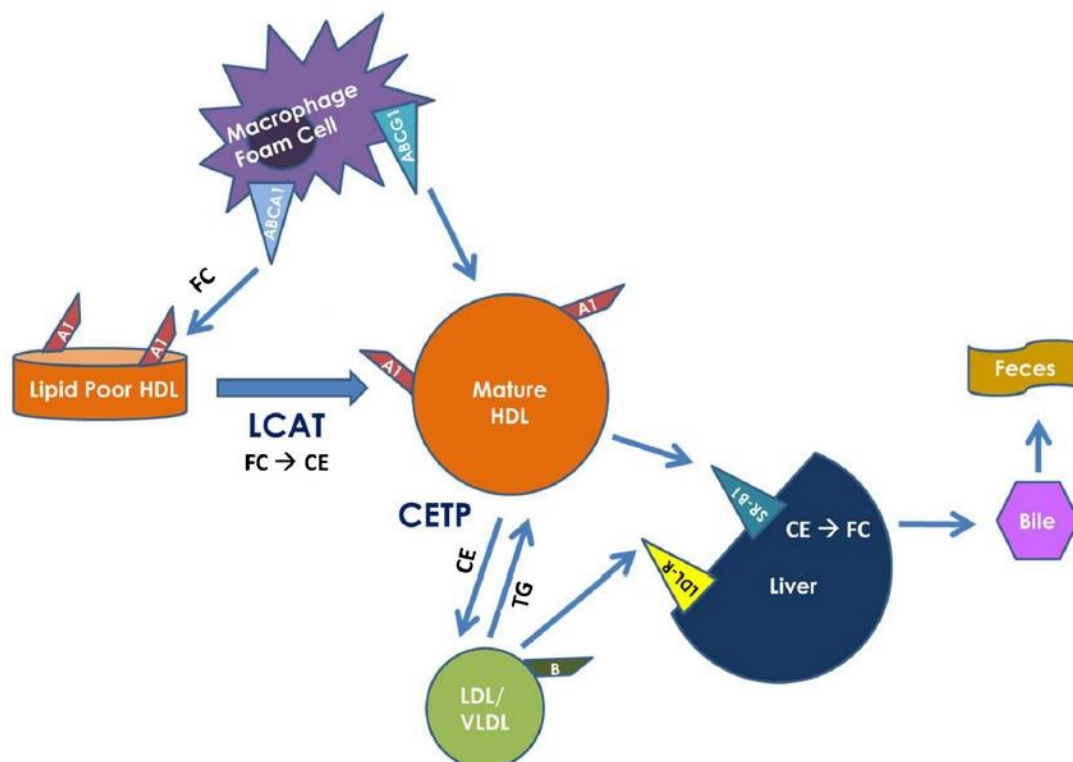 Macrophage
Foam Cell
ABCG1
ABCA1
FC
A1
A1
Lipid Poor HDL
LCAT
FC → CE
A1
A1
Mature
HDL
CETP
CE
TG
LDL/
VLDL
B
SR-B1
LDL-R
CE → FC
Liver
Bile
Feces